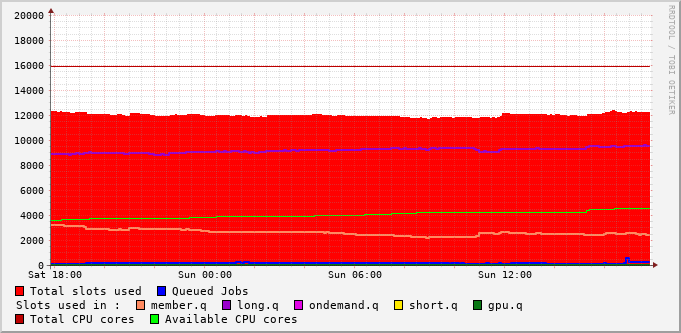 RRDTOOL / TOBI OETIKER
20000
18000
16000
14000
12000
10000
8000
6000
4000
2000
0
Sat 18:00 Sun 00:00 Sun 06:00 Sun 12:00
Total slots used Queued Jobs
Slots used in : member.q long.q ondemand.q short.q gpu.q
Total CPU cores Available CPU cores